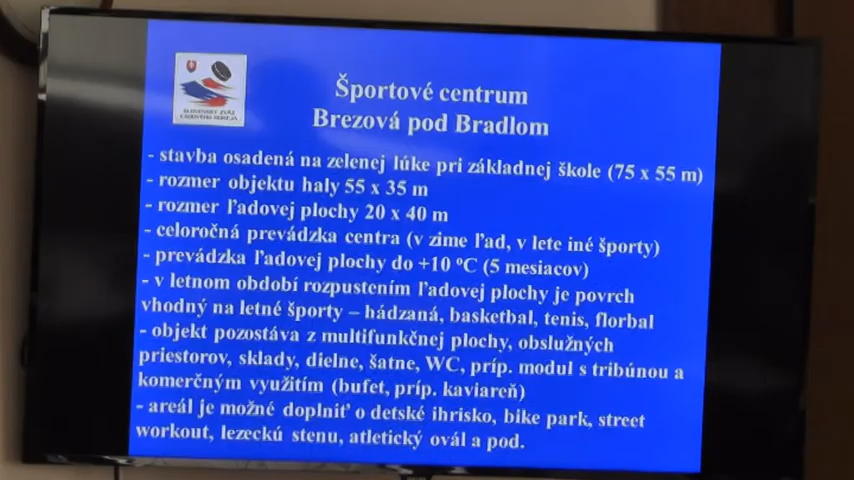 SLOVENSKÝ ZVÄZ
ĽADOVÉHO HOKEJA
Športové centrum
Brezová pod Bradlom
- stavba osadená na zelenej lúke pri základnej škole (75 x 55 m)
- rozmer objektu haly 55 x 35 m
- rozmer ľadovej plochy 20 x 40 m
- celoročná prevádzka centra (v zime ľad, v lete iné športy)
- prevádzka ľadovej plochy do +10 ºC (5 mesiacov)
- v letnom období rozpustením ľadovej plochy je povrch
vhodný na letné športy – hádzaná, basketbal, tenis, florbal
- objekt pozostáva z multifunkčnej plochy, obslužných
priestorov, sklady, dielne, šatne, WC, príp. modul s tribúnou a
komerčným využitím (bufet, príp. kaviareň)
- areál je možné doplniť o detské ihrisko, bike park, street
workout, lezeckú stenu, atletický ovál a pod.